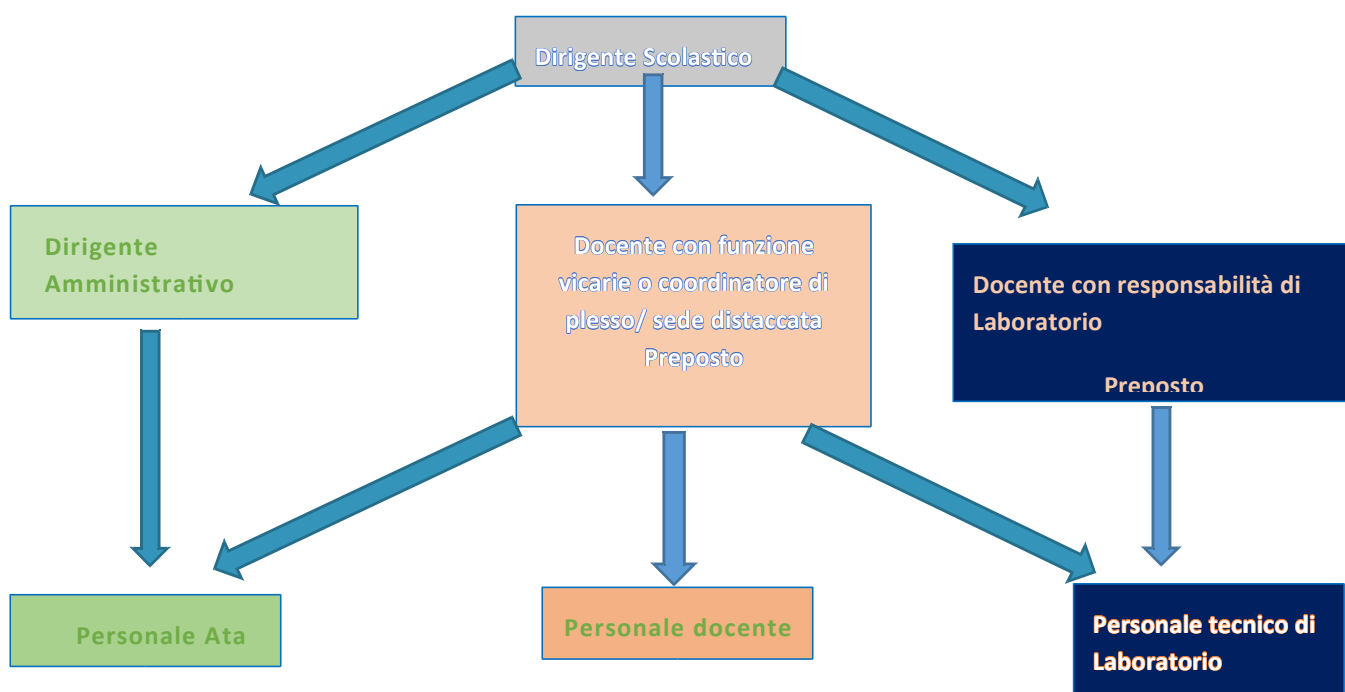 Dirigente Scolastico
Dirigente
Amministrativo
Docente con funzione
vicarie o coordinatore di
plesso/ sede distaccata
Preposto
Docente con responsabilità di
Laboratorio
Preposto
Personale Ata
Personale docente
Personale tecnico di
Laboratorio